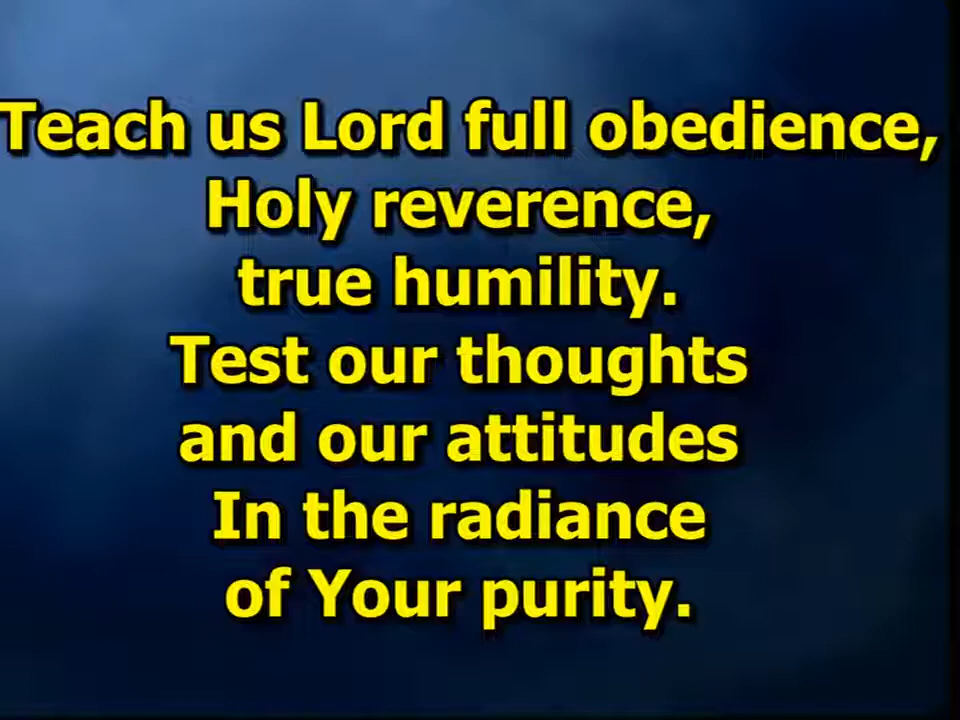 Teach us Lord full obedience,
Holy reverence,
true humility.
Test our thoughts
and our attitudes
In the radiance
of Your purity.